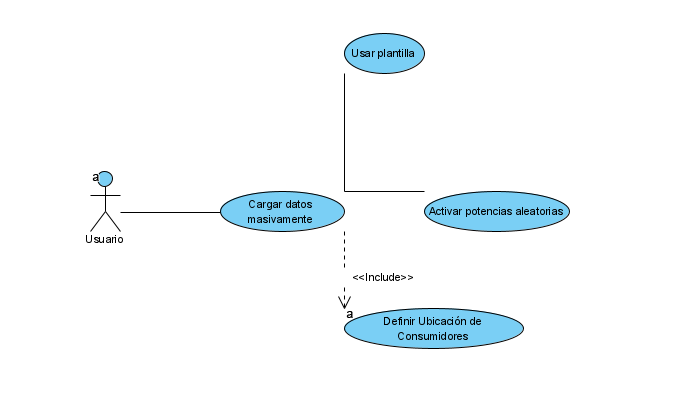 Usar plantilla
a
Usuario
Cargar datos
masivamente
Activar potencias aleatorias
<<Include>>
a
Definir Ubicación de
Consumidores